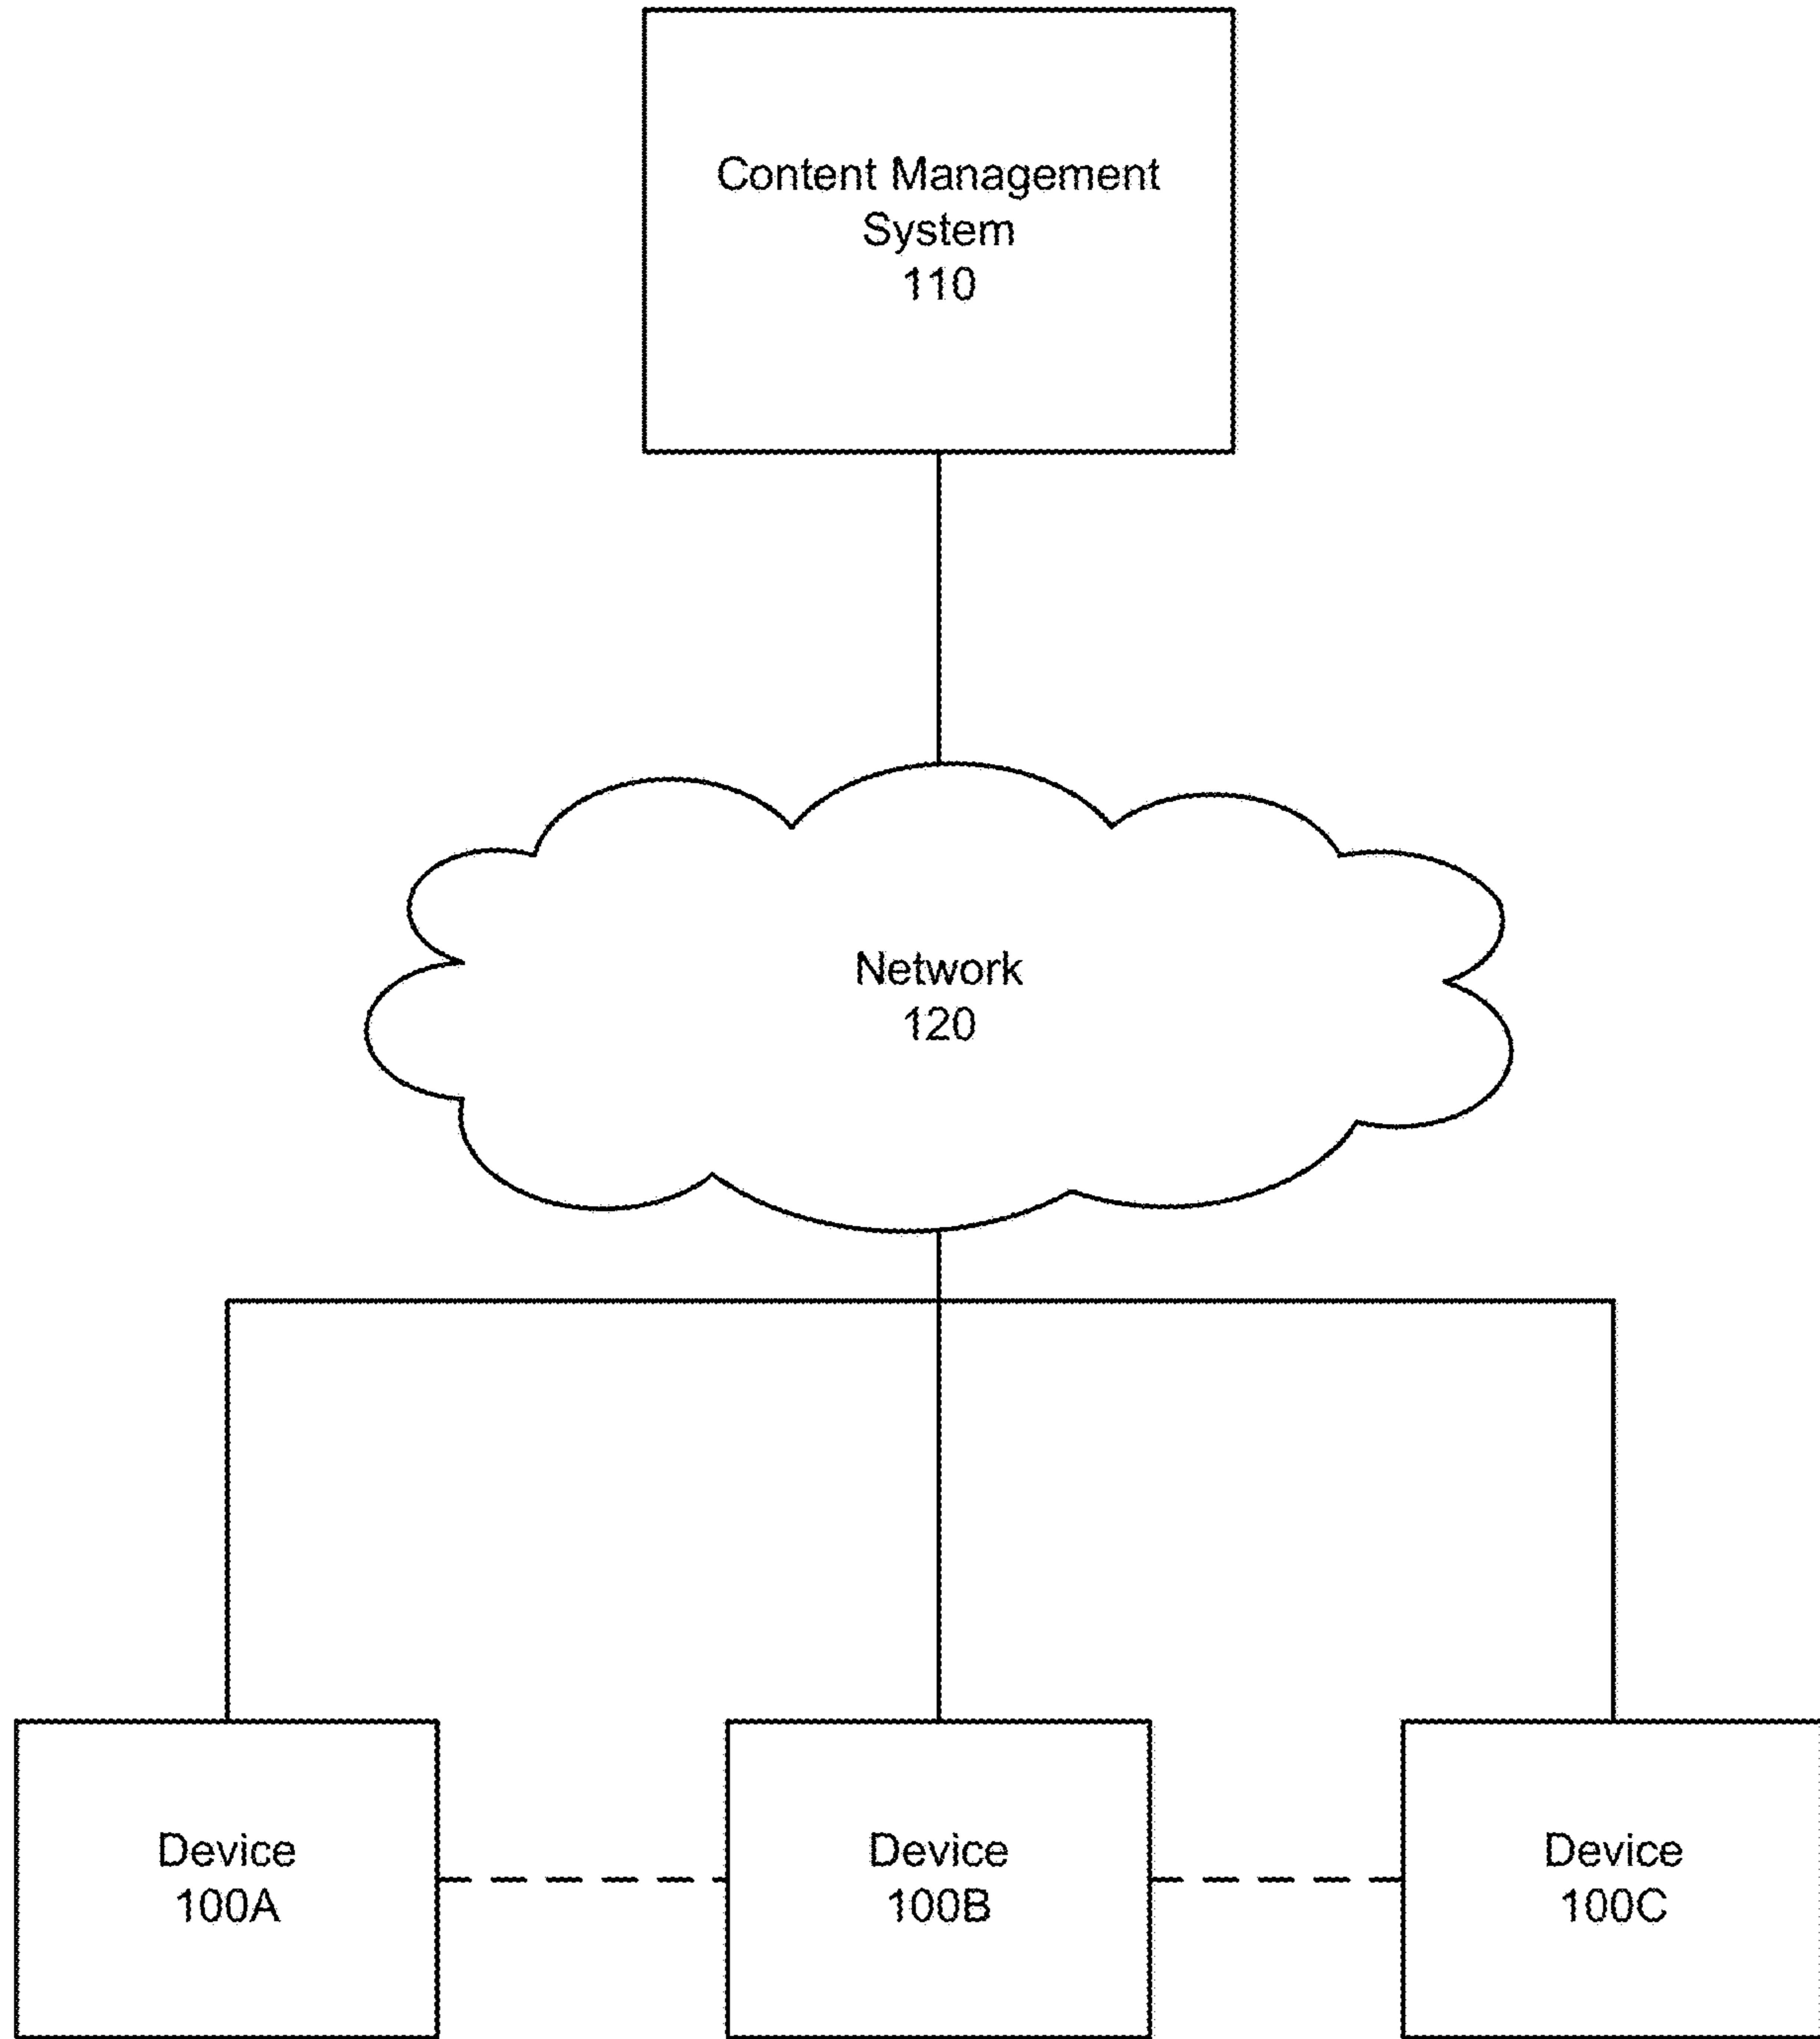 Content Management
System
110
Network
120
Device
100A
Device
100B
Device
100C